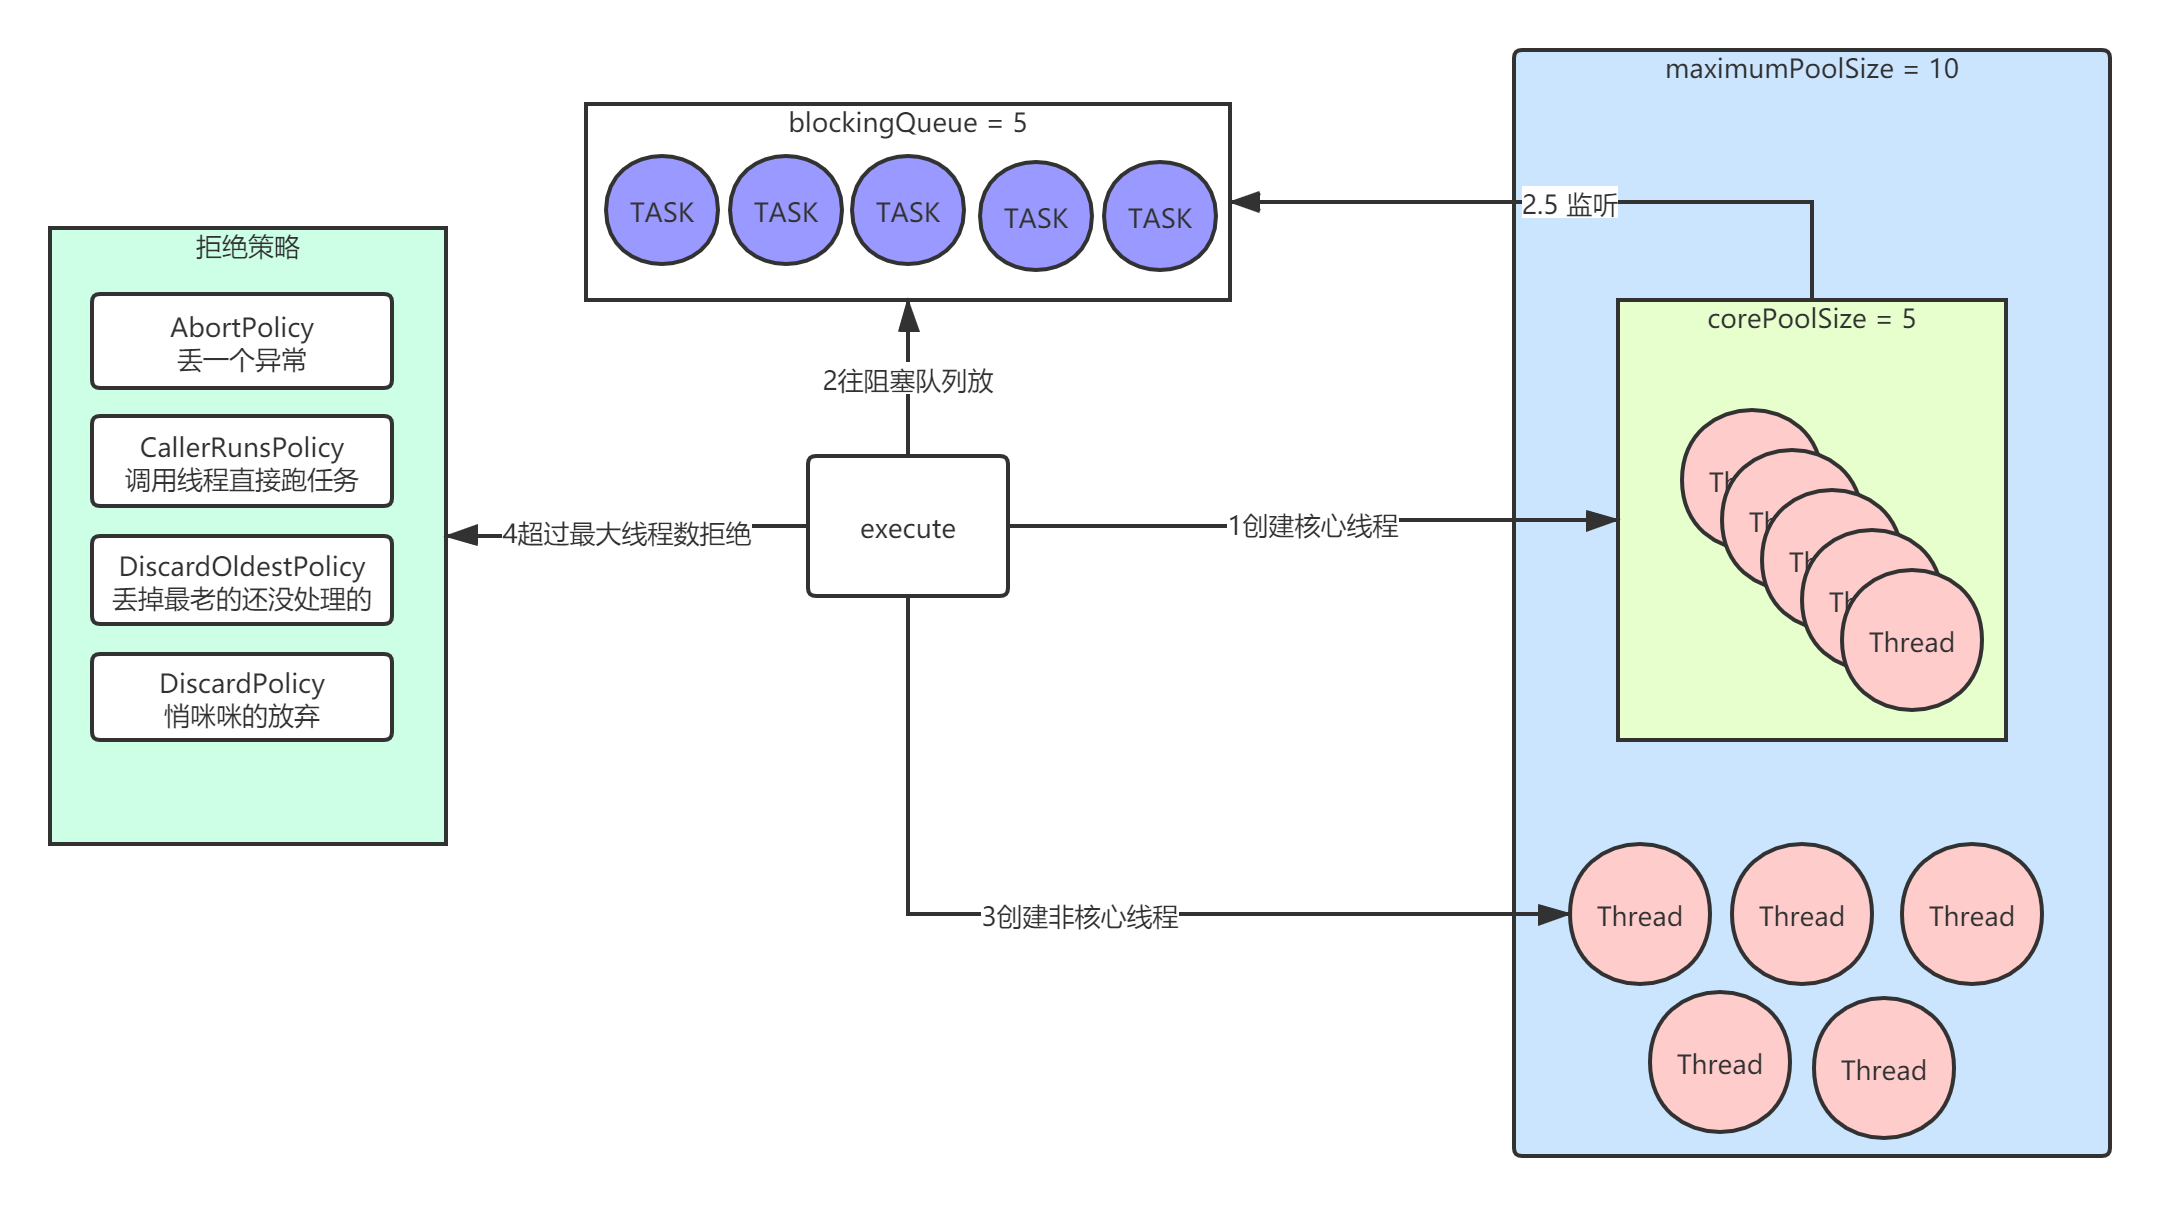 maximumPoolSize = 10
blockingQueue = 5
TASK
TASK
TASK
TASK
TASK
2.5 监听
拒绝策略
AbortPolicy
丢一个异常
CallerRunsPolicy
调用线程直接跑任务
DiscardOldestPolicy
丢掉最老的还没处理的
DiscardPolicy
悄咪咪的放弃
2往阻塞队列放
execute
4超过最大线程数拒绝
1创建核心线程
3创建非核心线程
corePoolSize = 5
Th
Th
Th
Th
Thread
Thread
Thread
Thread
Thread
Thread